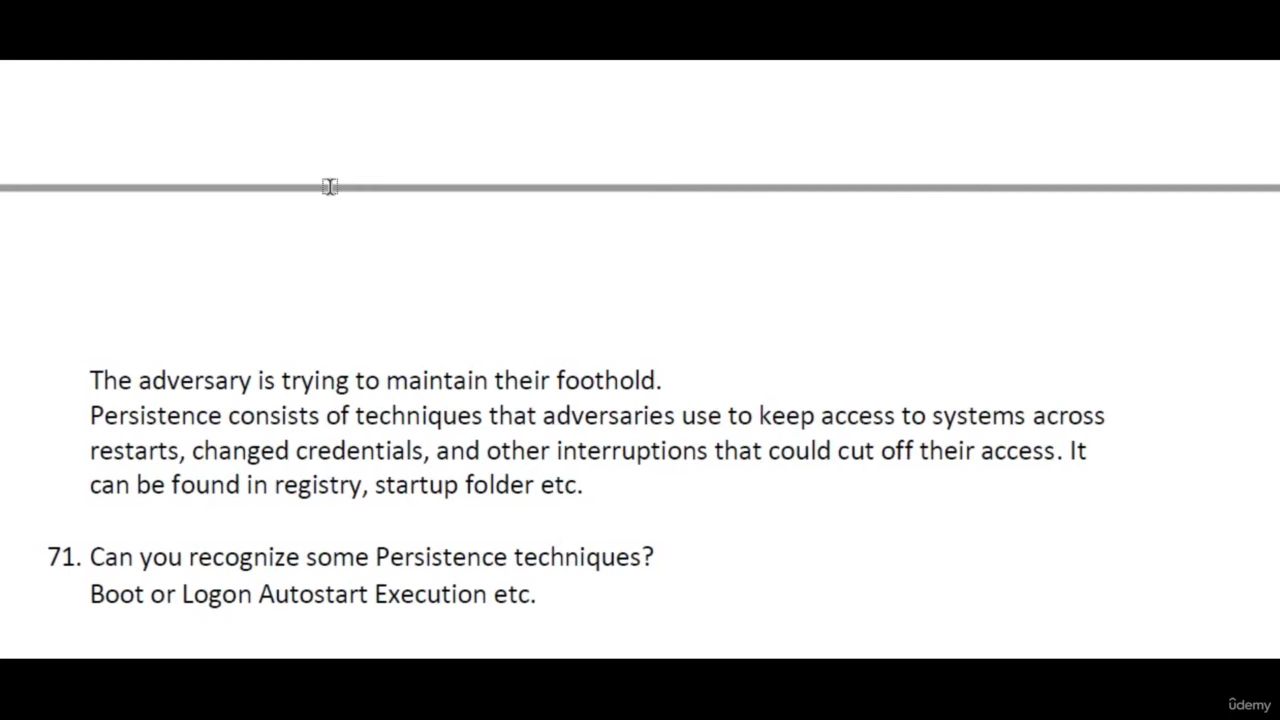 The adversary is trying to maintain their foothold.
Persistence consists of techniques that adversaries use to keep access to systems across
restarts, changed credentials, and other interruptions that could cut off their access. It
can be found in registry, startup folder etc.
71. Can you recognize some Persistence techniques?
Boot or Logon Autostart Execution etc.
ûdemy